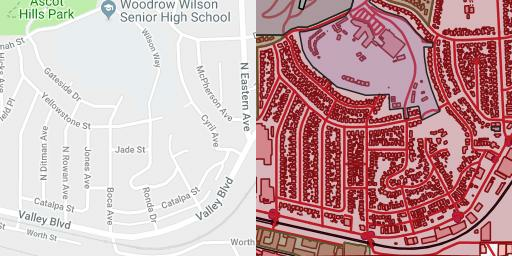 Ascot
Hills Park
Woodrow Wilson
Senior High School
Wilson Way
Gateside Dr
McPherson Ave
N Eastern Ave
Yellowstone St
Cyril Ave
Jade St
N Ditman Ave
N Rowan Ave
Jones Ave
Boca Ave
Ronda Dr
Catalpa St
Catalpa St
Valley Blvd
Valley Blvd
Worth St
Worth